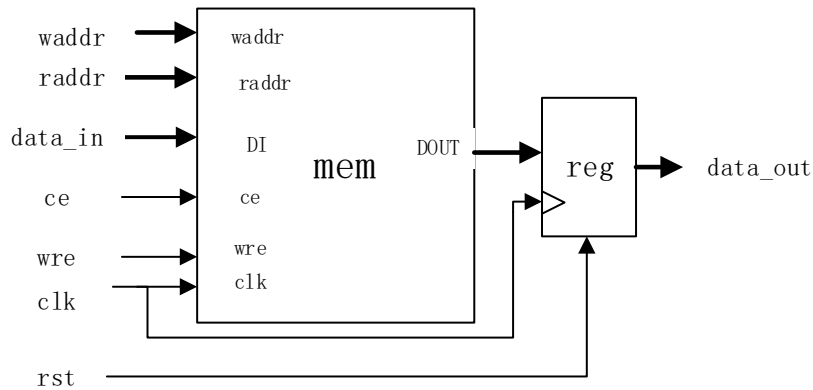 waddr
waddr
raddr
raddr
data_in
DI
mem
DOUT
reg
data_out
ce
ce
wre
wre
clk
clk
rst